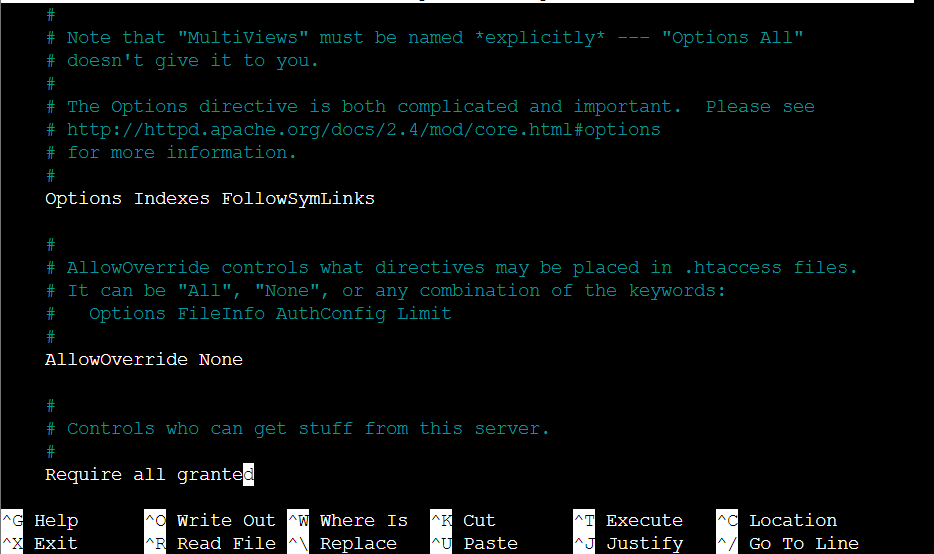 #
# Note that "MultiViews" must be named *explicitly* --- "Options All"
# doesn't give it to you.
#
# The Options directive is both complicated and important.  Please see
# http://httpd.apache.org/docs/2.4/mod/core.html#options
# for more information.
#
Options Indexes FollowSymLinks
#
# AllowOverride controls what directives may be placed in .htaccess files.
# It can be "All", "None", or any combination of the keywords:
#   Options FileInfo AuthConfig Limit
#
AllowOverride None
#
# Controls who can get stuff from this server.
#
Require all granted
^G Help ^O Write Out ^W Where Is ^K Cut ^T Execute ^C Location
^X Exit ^R Read File ^\ Replace ^U Paste ^J Justify ^/ Go To Line